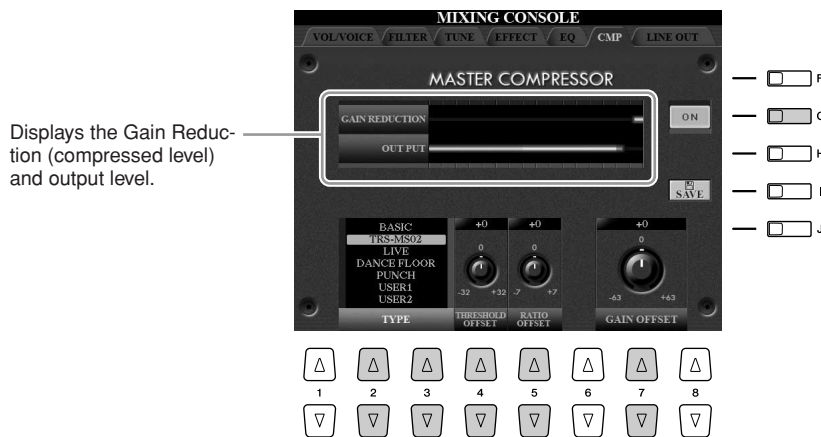 MIXING CONSOLE
VOL/VOICE FILTER TUNE EFFECT EQ CMP LINE OUT
MASTER COMPRESSOR
Displays the Gain Reduc-
tion (compressed level)
and output level.
GAIN REDUCTION
OUT PUT
ON
SAVE
F
G
H
I
J
BASIC
TRS-MS02
LIVE
DANCE FLOOR
PUNCH
USER1
USER2
TYPE
+0
0
-32 +32
THRESHOLD
OFFSET
+0
0
-7 +7
RATIO
OFFSET
+0
0
-63 +63
GAIN OFFSET
1 2 3 4 5 6 7 8